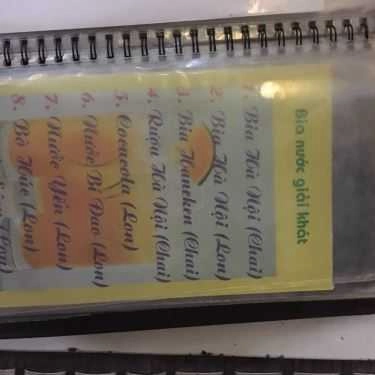 Bia nước giải khát
1. Bia Hà Nội (Chai)
2. Bia Hà Nội (Lon)
3. Bia Haneken (Chai)
4. Rượu Hà Nội (Chai)
5. Cocacola (Lon)
6. Nước Bí Đao (Lon)
7. Nước Yến (Lon)
8. Bò Húc (Lon)